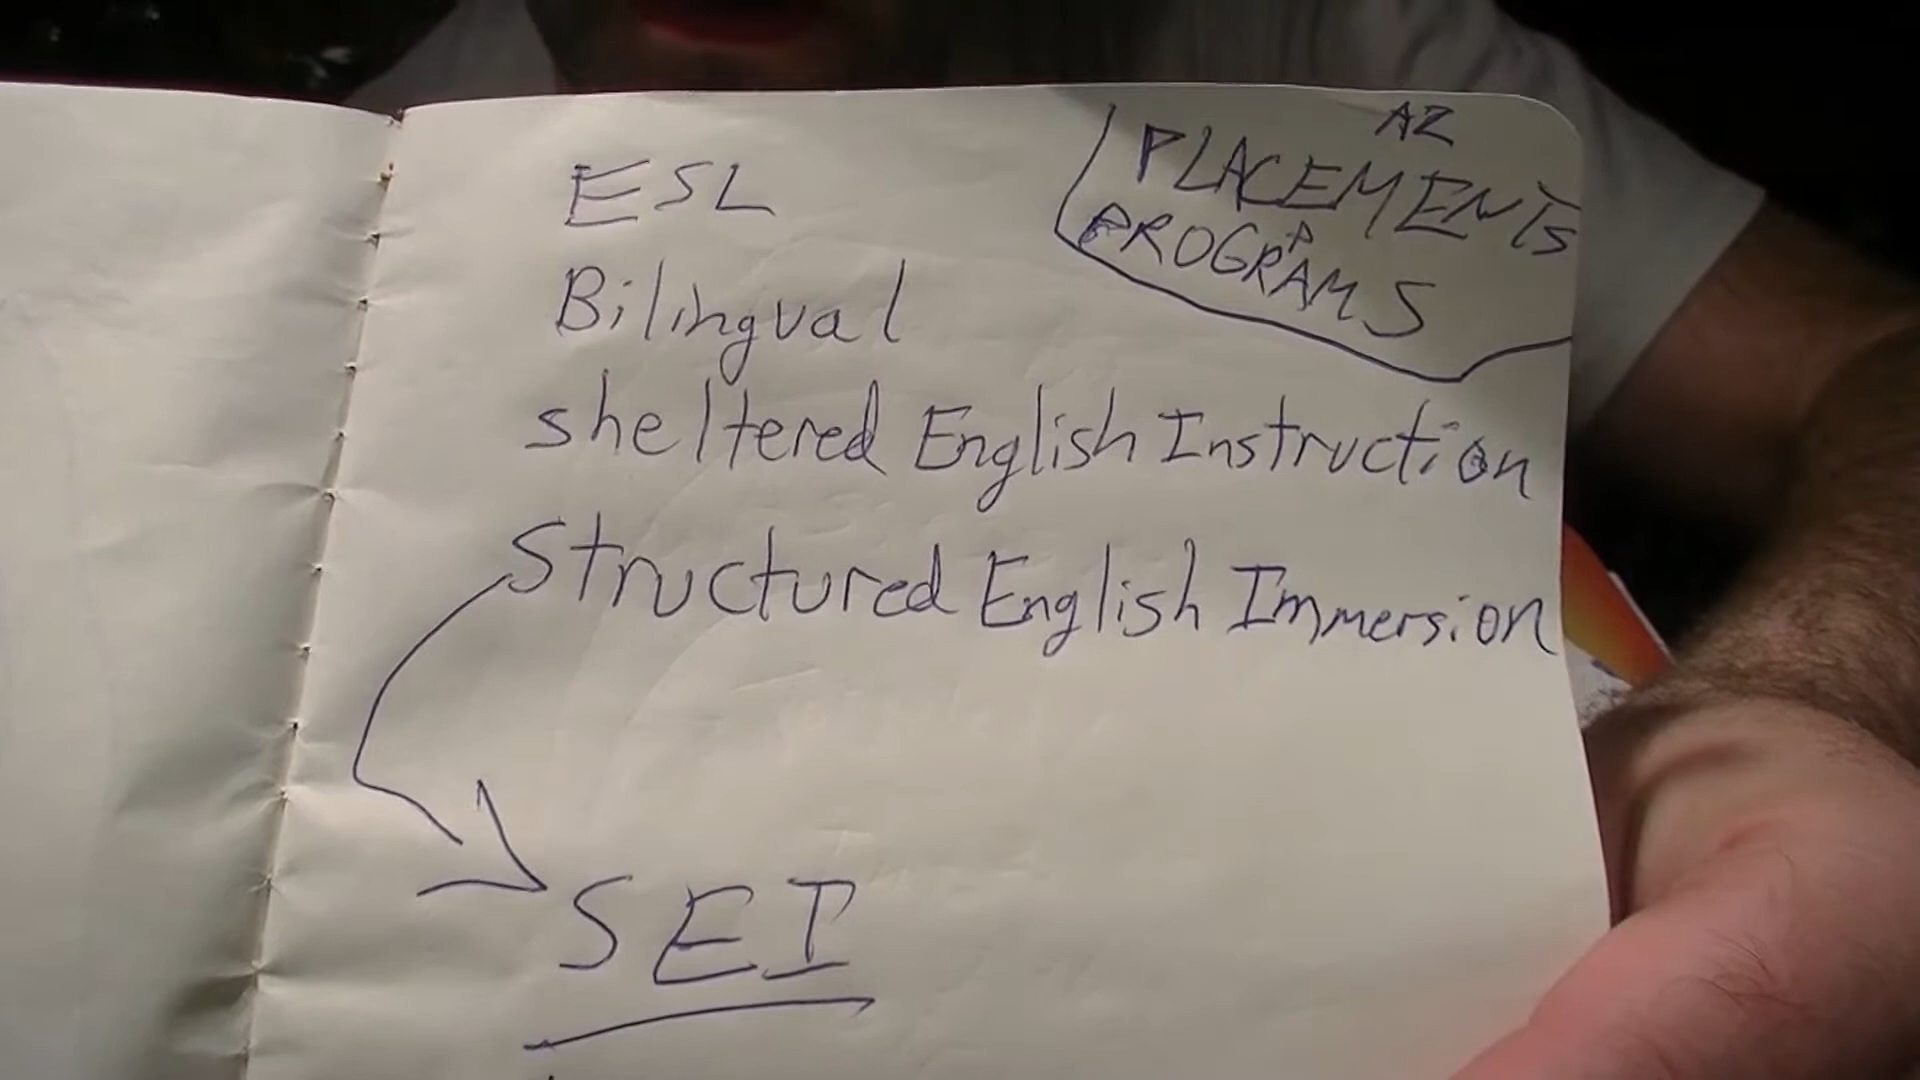 AZ
PLACEMENTS
PROGRAMS
ESL
Bilingual
sheltered English Instruction
Structured English Immersion
SEI